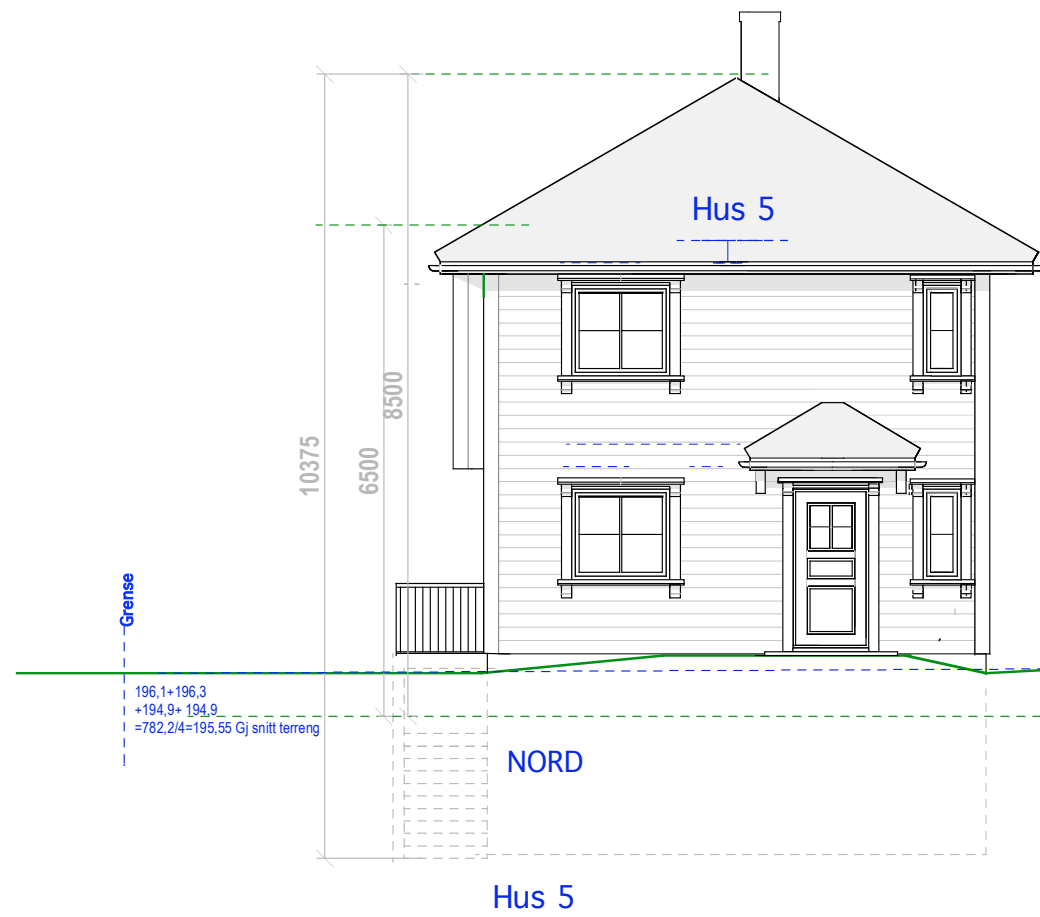 Hus 5
8500
6500
10375
Grense
196,1+196,3
+194,9+ 194,9
=782,2/4=195,55 Gj snitt terreng
NORD
Hus 5